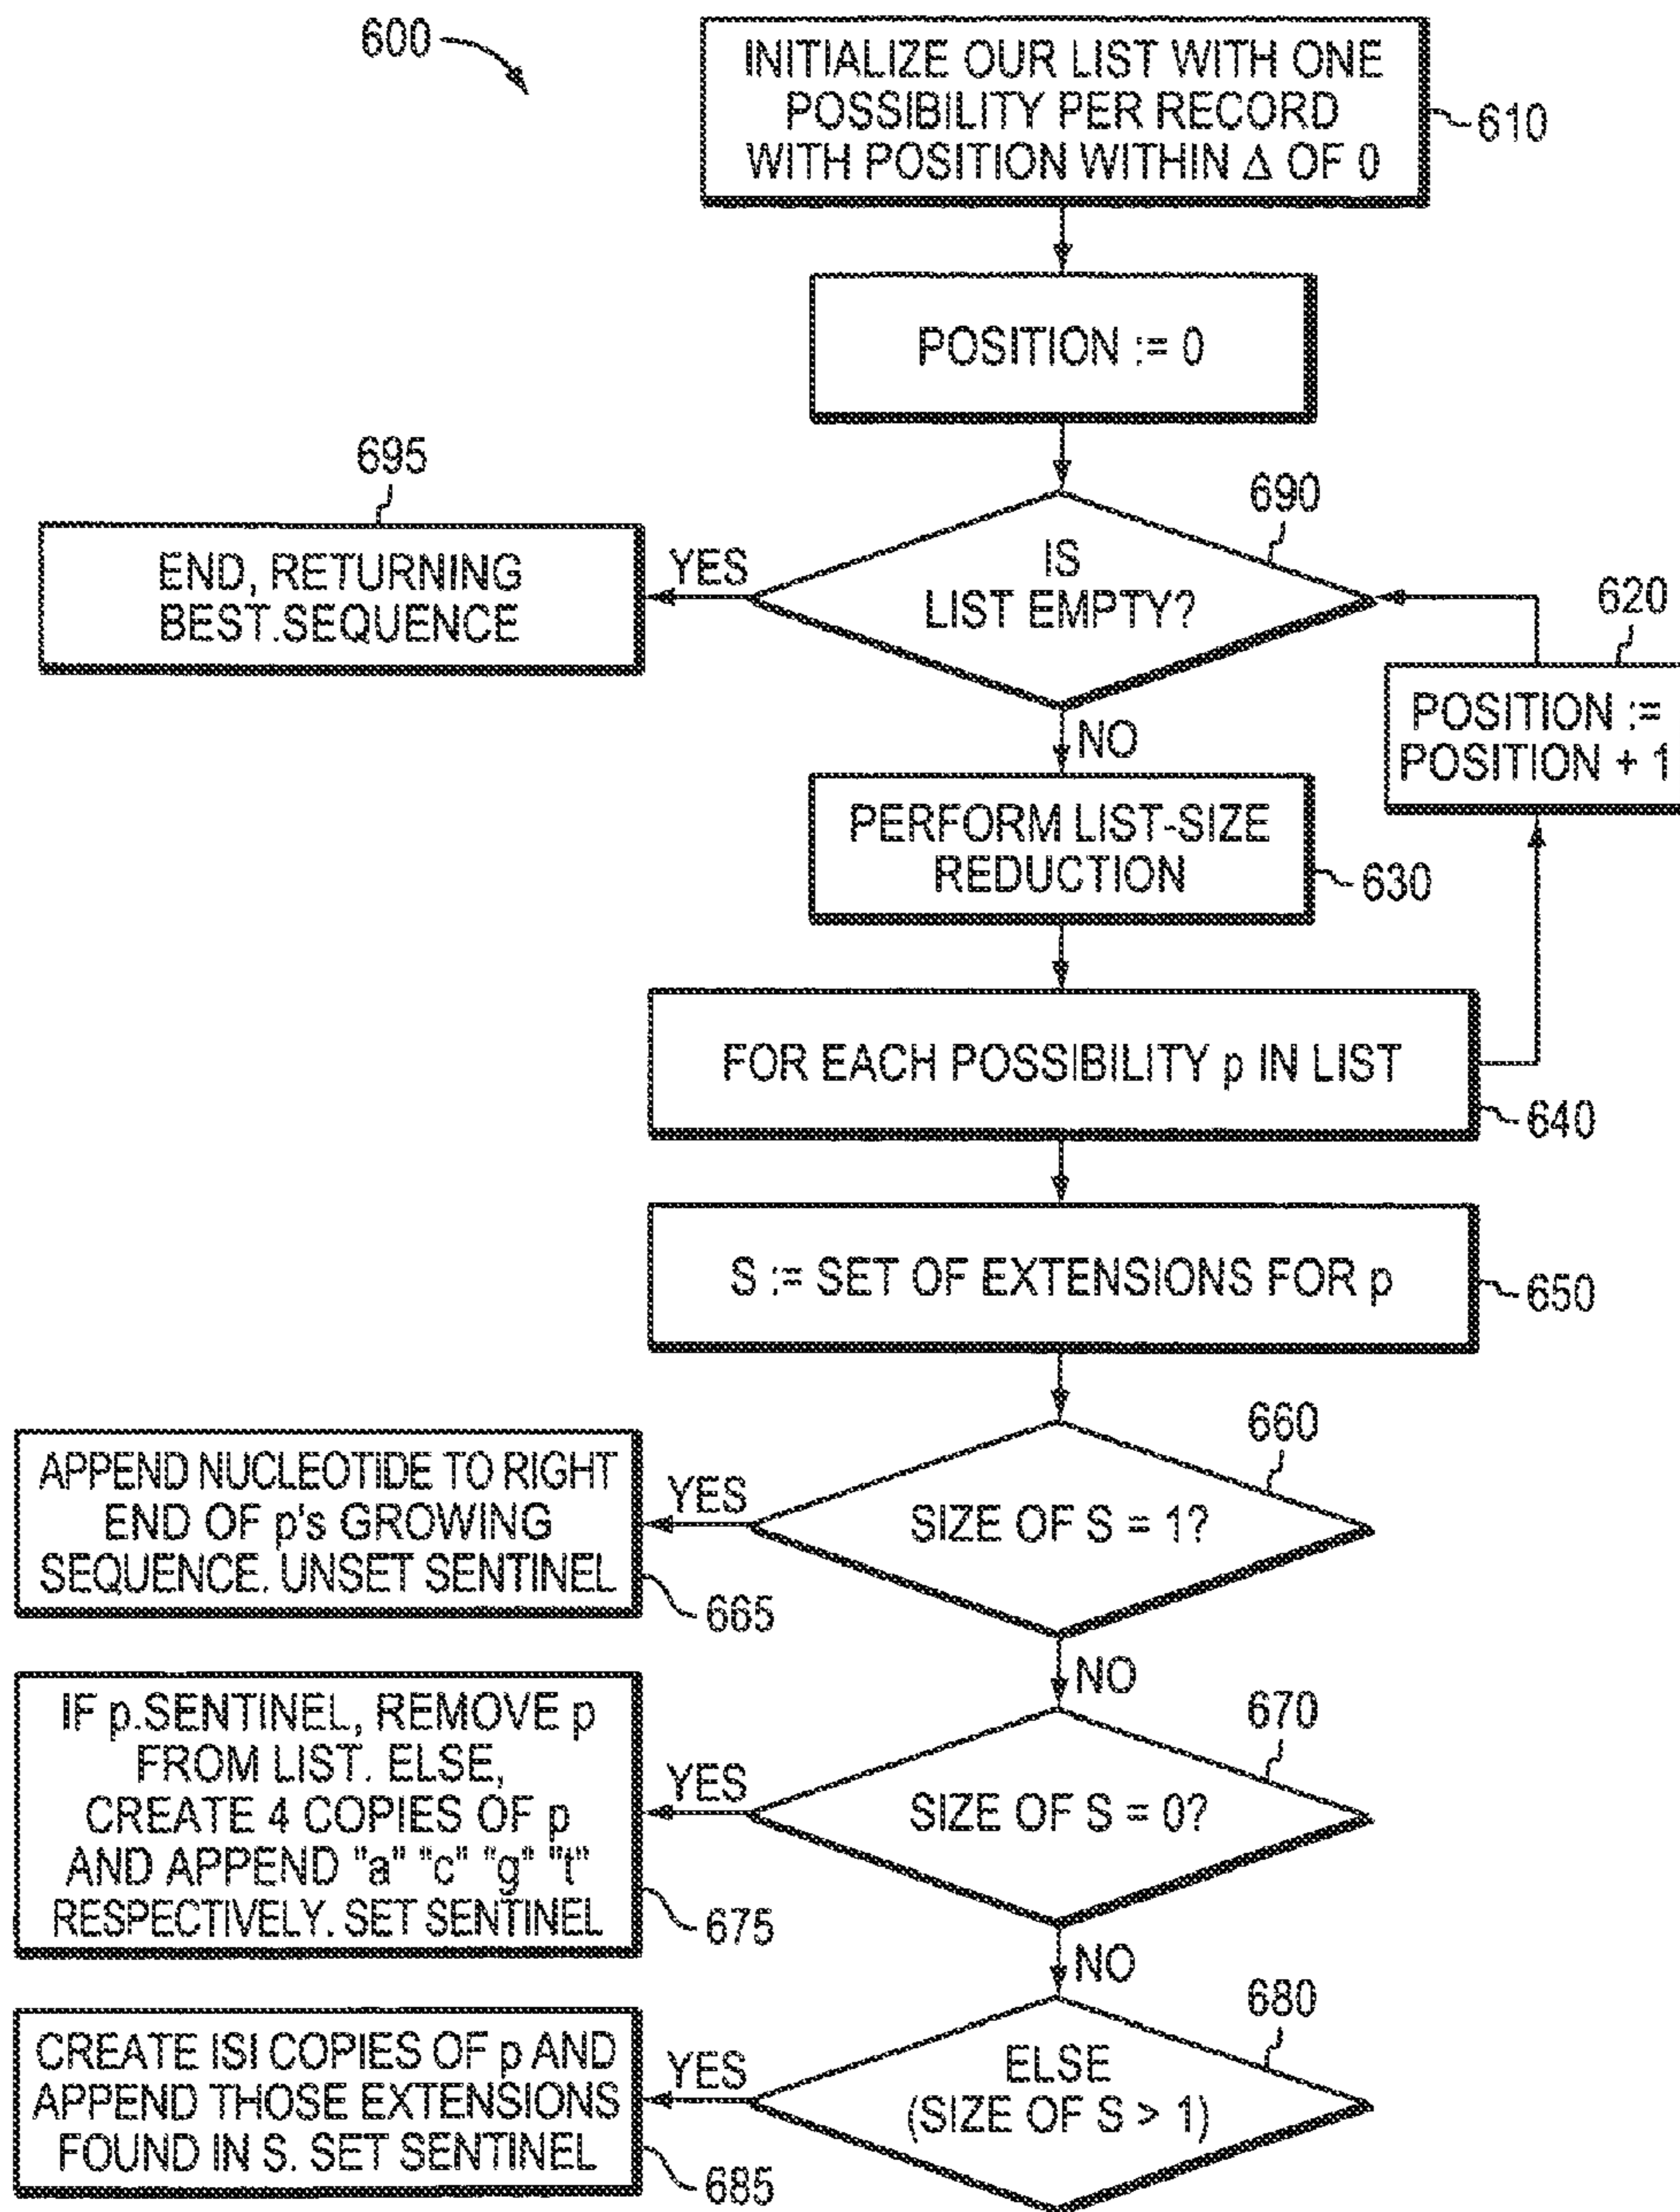 600
INITIALIZE OUR LIST WITH ONE
POSSIBILITY PER RECORD
WITH POSITION WITHIN Δ OF 0
610
POSITION := 0
695
690
END, RETURNING
BEST.SEQUENCE
YES
IS
LIST EMPTY?
620
POSITION :=
POSITION + 1
NO
PERFORM LIST-SIZE
REDUCTION
630
FOR EACH POSSIBILITY p IN LIST
640
S := SET OF EXTENSIONS FOR p
650
660
APPEND NUCLEOTIDE TO RIGHT
END OF p's GROWING
SEQUENCE. UNSET SENTINEL
665
YES
SIZE OF S = 1?
NO
670
IF p.SENTINEL, REMOVE p
FROM LIST. ELSE,
CREATE 4 COPIES OF p
AND APPEND "a" "c" "g" "t"
RESPECTIVELY. SET SENTINEL
675
YES
SIZE OF S = 0?
NO
680
CREATE ISI COPIES OF p AND
APPEND THOSE EXTENSIONS
FOUND IN S. SET SENTINEL
685
YES
ELSE
(SIZE OF S > 1)